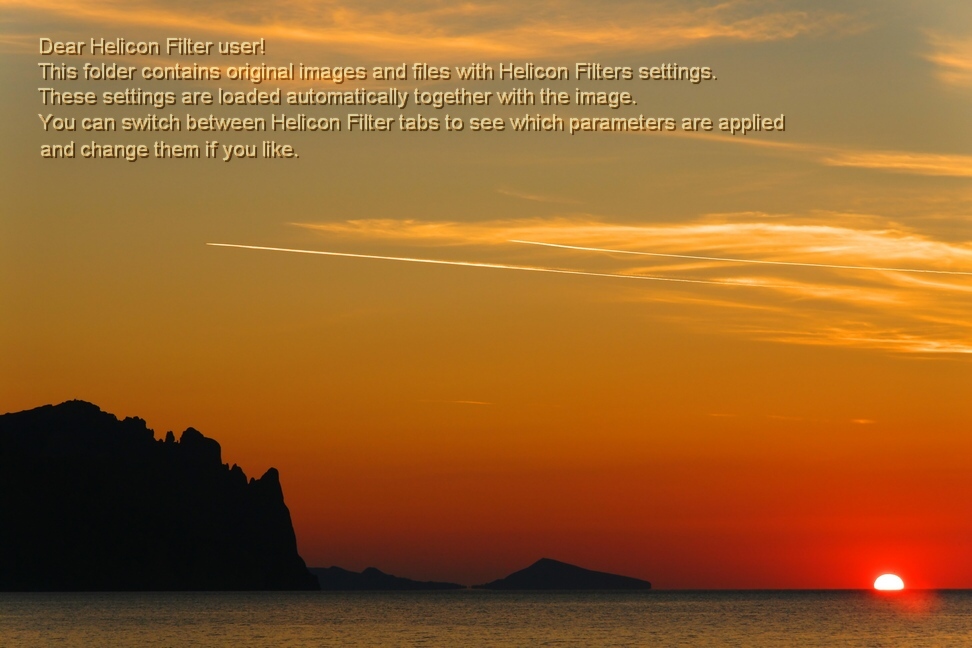 Dear Helicon Filter user!
This folder contains original images and files with Helicon Filters settings.
These settings are loaded automatically together with the image.
You can switch between Helicon Filter tabs to see which parameters are applied
and change them if you like.